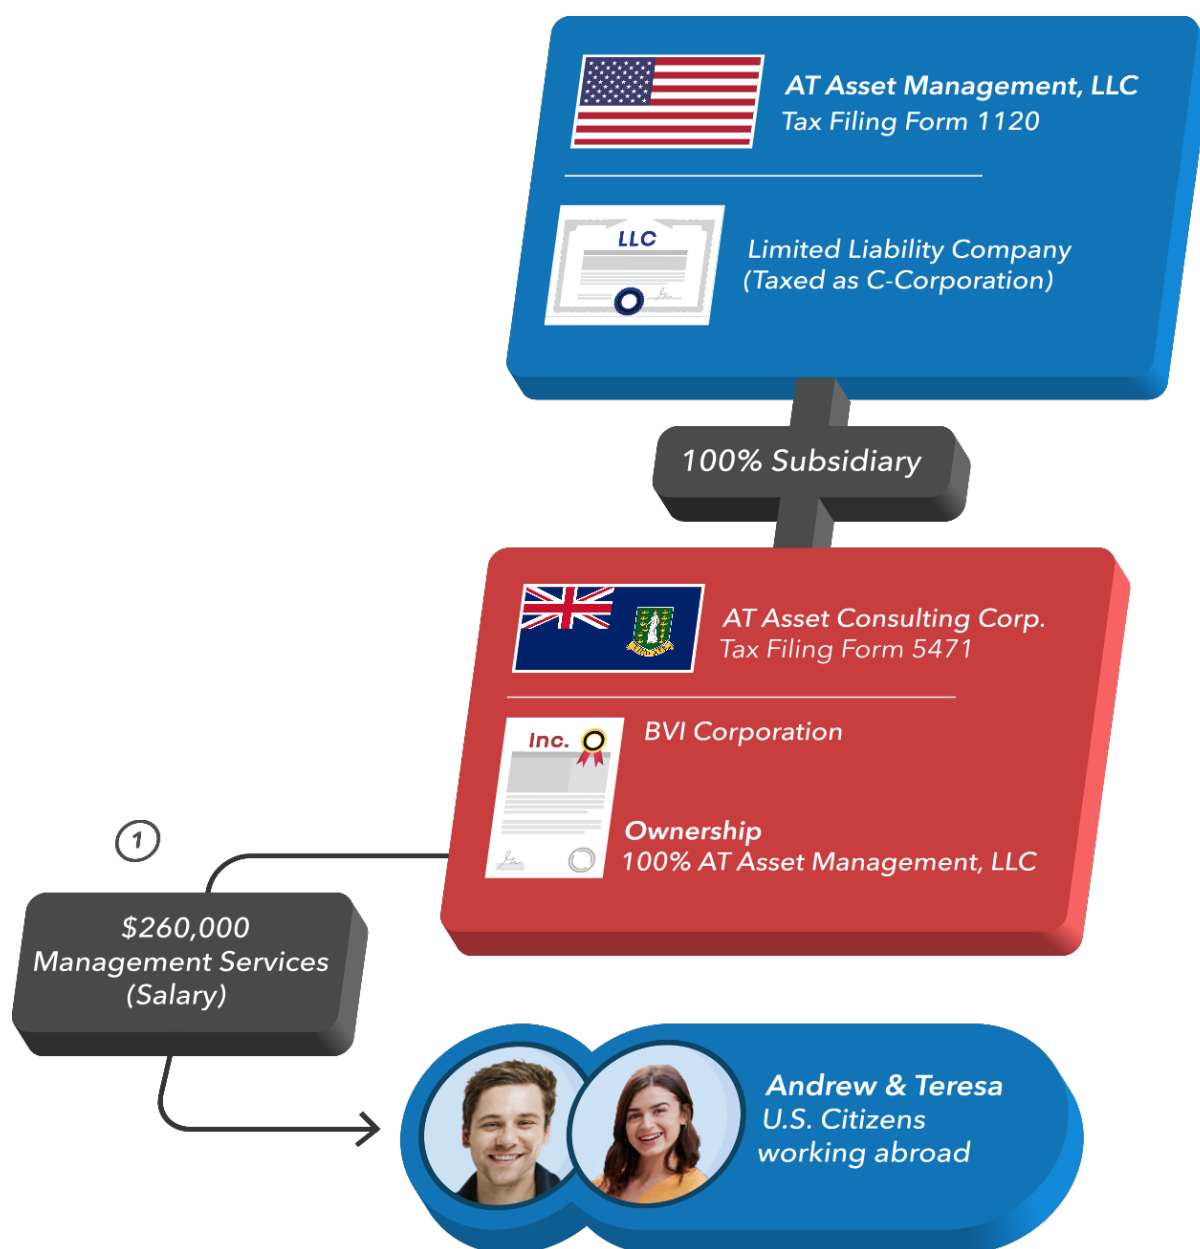 AT Asset Management, LLC
Tax Filing Form 1120
LLC
Limited Liability Company
(Taxed as C-Corporation)
100% Subsidiary
AT Asset Consulting Corp.
Tax Filing Form 5471
Inc.
BVI Corporation
Ownership
100% AT Asset Management, LLC
1
$260,000
Management Services
(Salary)
Andrew & Teresa
U.S. Citizens
working abroad